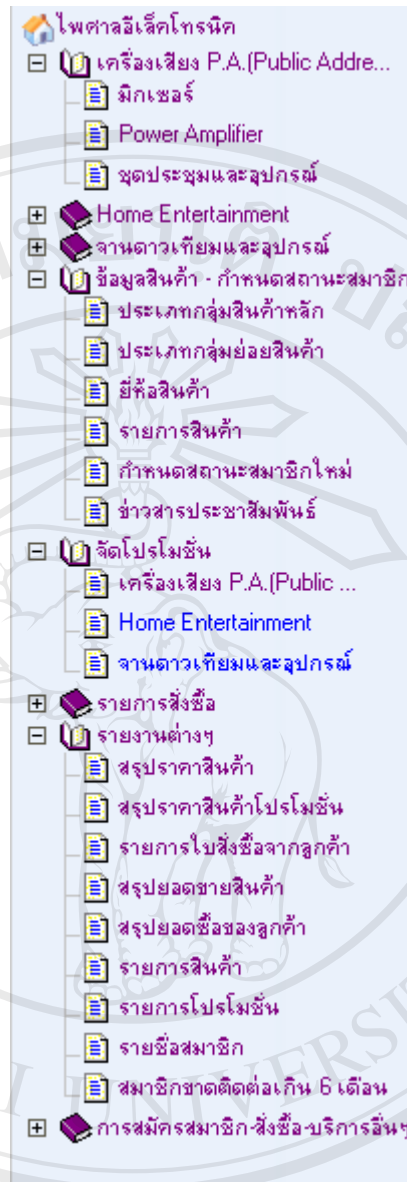 ไพศาลอิเล็คโทรนิค
เครื่องเสียง P.A.(Public Addre...
มิกเซอร์
Power Amplifier
ชุดประชุมและอุปกรณ์
Home Entertainment
จานดาวเทียมและอุปกรณ์
ข้อมูลสินค้า - กำหนดสถานะสมาชิก
ประเภทกลุ่มสินค้าหลัก
ประเภทกลุ่มย่อยสินค้า
ยี่ห้อสินค้า
รายการสินค้า
กำหนดสถานะสมาชิกใหม่
ข่าวสารประชาสัมพันธ์
จัดโปรโมชั่น
เครื่องเสียง P.A.(Public ...
Home Entertainment
จานดาวเทียมและอุปกรณ์
รายการสั่งซื้อ
รายงานต่างๆ
สรุปราคาสินค้า
สรุปราคาสินค้าโปรโมชั่น
รายการใบสั่งซื้อจากลูกค้า
สรุปยอดขายสินค้า
สรุปยอดซื้อของลูกค้า
รายการสินค้า
รายการโปรโมชั่น
รายชื่อสมาชิก
สมาชิกขาดติดต่อเกิน 6 เดือน
การสมัครสมาชิก-สั่งซื้อ-บริการอื่นๆ